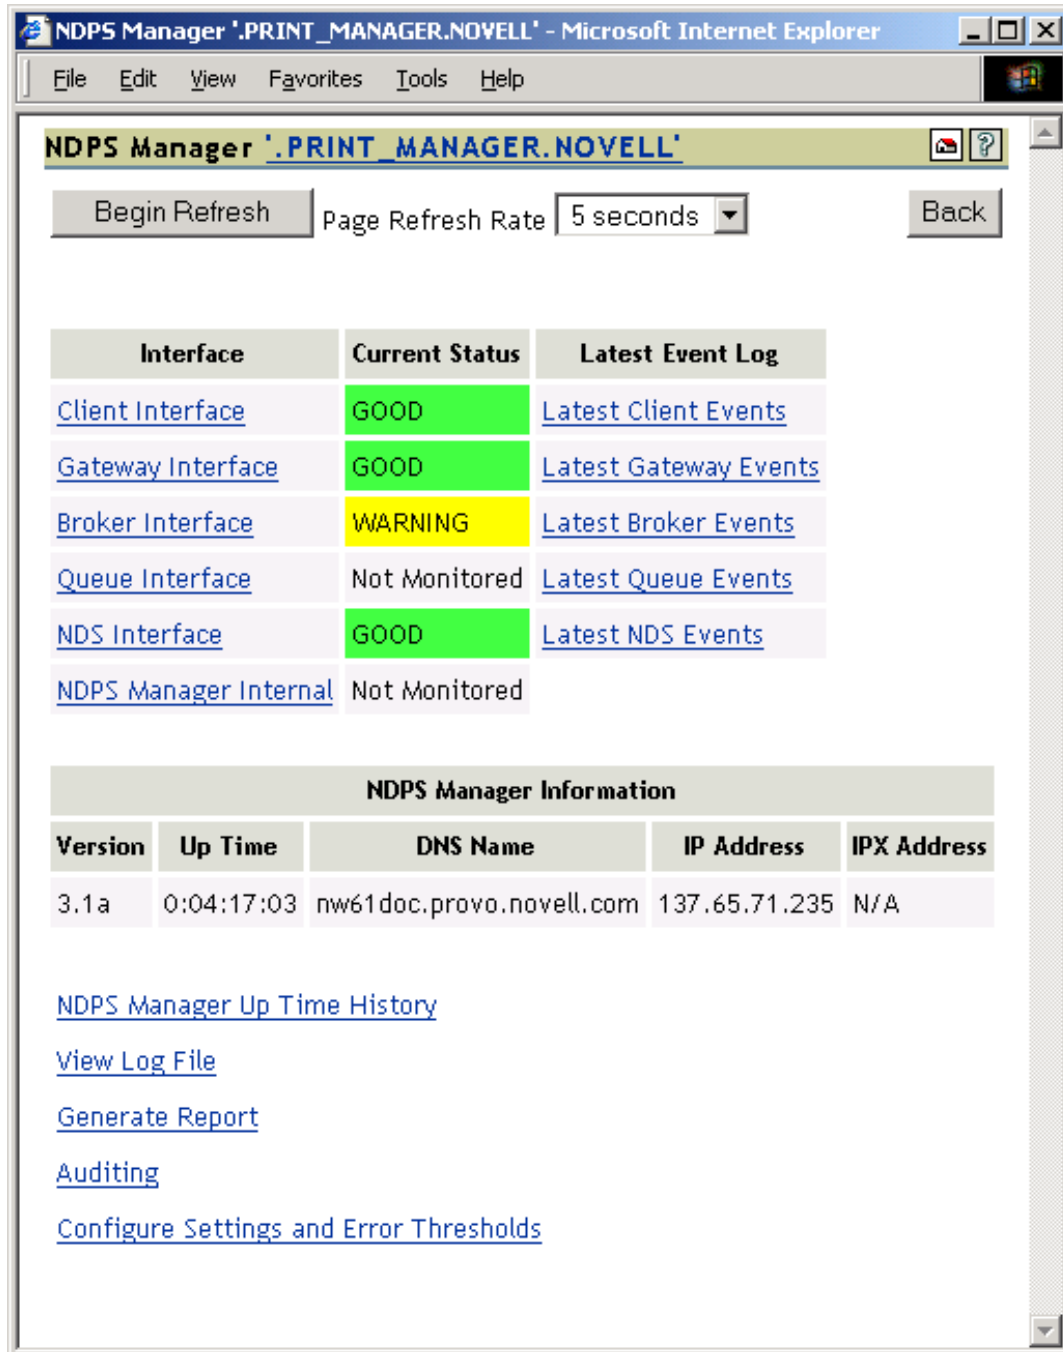 NDPS Manager '.PRINT_MANAGER.NOVELL' - Microsoft Internet Explorer
File Edit View Favorites Tools Help
NDPS Manager '.PRINT_MANAGER.NOVELL'
Begin Refresh Page Refresh Rate 5 seconds Back
Interface Current Status Latest Event Log
Client Interface GOOD Latest Client Events
Gateway Interface GOOD Latest Gateway Events
Broker Interface WARNING Latest Broker Events
Queue Interface Not Monitored Latest Queue Events
NDS Interface GOOD Latest NDS Events
NDPS Manager Internal Not Monitored
NDPS Manager Information
Version Up Time DNS Name IP Address IPX Address
3.1a 0:04:17:03 nw61doc.provo.novell.com 137.65.71.235 N/A
NDPS Manager Up Time History
View Log File
Generate Report
Auditing
Configure Settings and Error Thresholds